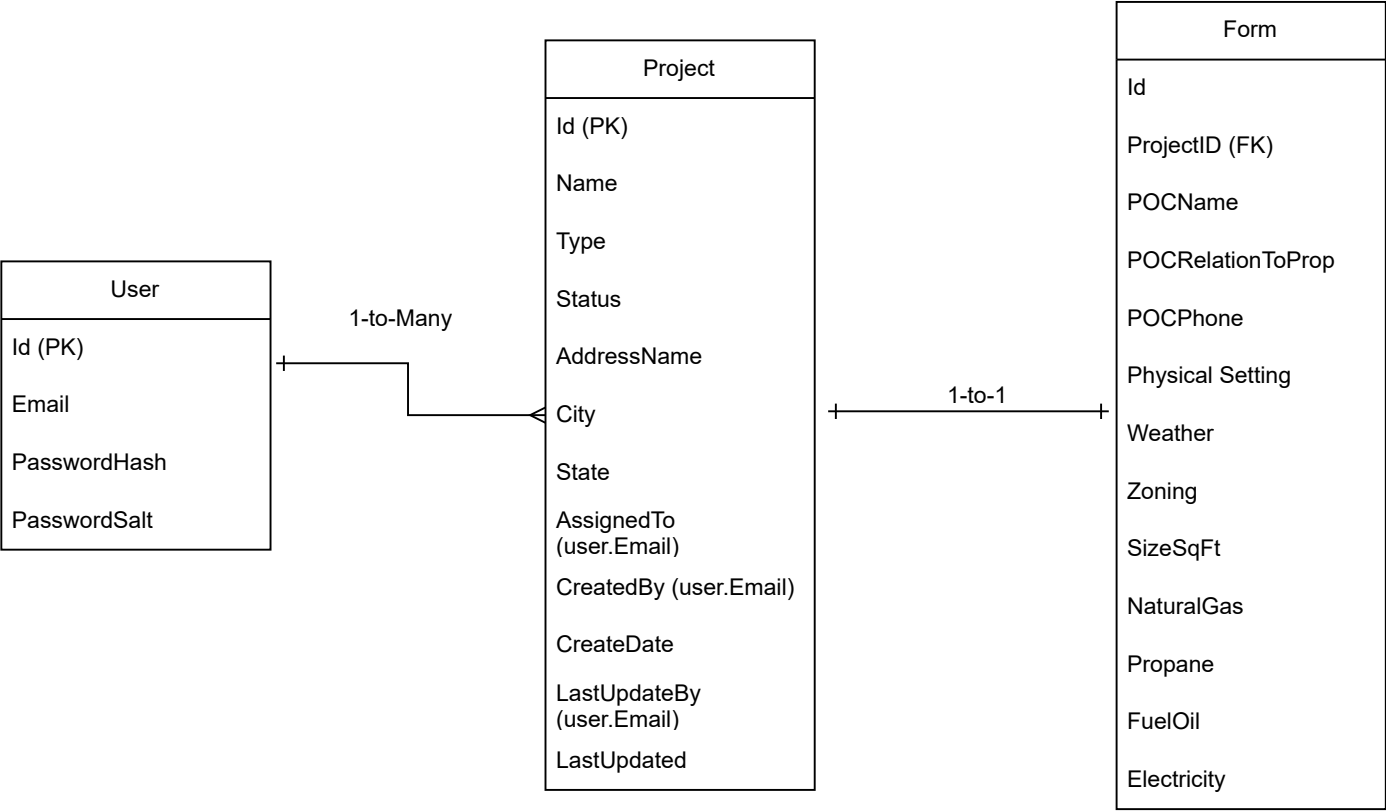 User
Id (PK)
Email
PasswordHash
PasswordSalt
1-to-Many
Project
Id (PK)
Name
Type
Status
AddressName
City
State
AssignedTo
(user.Email)
CreatedBy (user.Email)
CreateDate
LastUpdateBy
(user.Email)
LastUpdated
1-to-1
Form
Id
ProjectID (FK)
POCName
POCRelationToProp
POCPhone
Physical Setting
Weather
Zoning
SizeSqFt
NaturalGas
Propane
FuelOil
Electricity